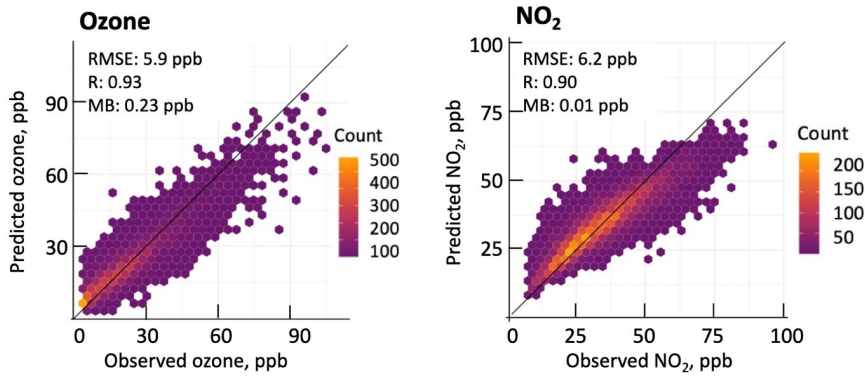 Ozone
RMSE: 5.9 ppb
R: 0.93
MB: 0.23 ppb
Predicted ozone, ppb
90
60
30
0 30 60 90
Observed ozone, ppb
Count
500
400
300
200
100
NO₂
RMSE: 6.2 ppb
R: 0.90
MB: 0.01 ppb
Predicted NO₂, ppb
100
75
50
25
0 25 50 75 100
Observed NO₂, ppb
Count
200
150
100
50